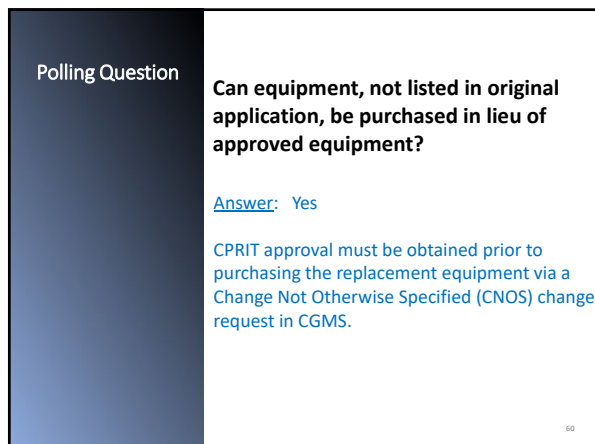 Polling Question
Can equipment, not listed in original
application, be purchased in lieu of
approved equipment?
Answer: Yes
CPRIT approval must be obtained prior to
purchasing the replacement equipment via a
Change Not Otherwise Specified (CNOS) change
request in CGMS.
60